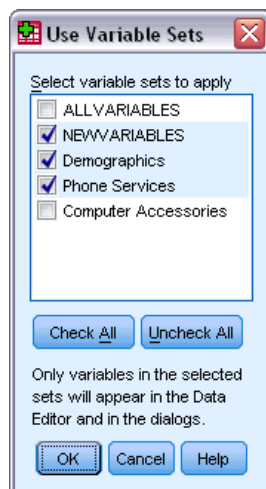 Use Variable Sets
Select variable sets to apply
ALLVARIABLES
NEWVARIABLES
Demographics
Phone Services
Computer Accessories
Check All Uncheck All
Only variables in the selected
sets will appear in the Data
Editor and in the dialogs.
OK Cancel Help